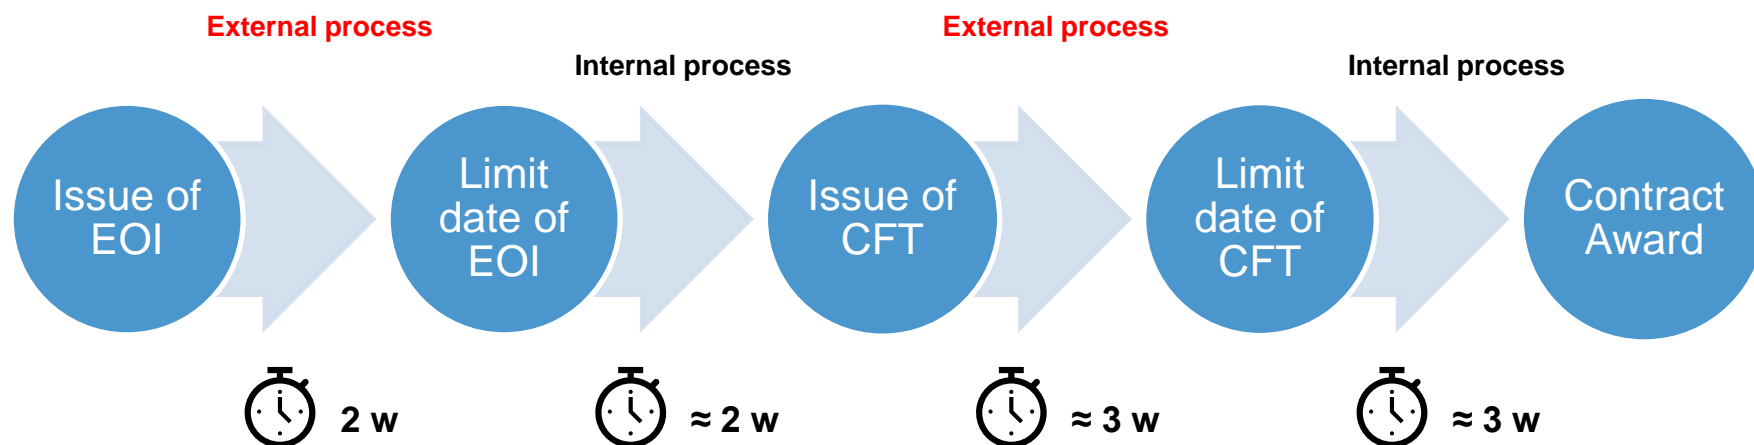 External process
External process
Internal process
Internal process
Issue of
EOI
Limit
date of
EOI
Issue of
CFT
Limit
date of
CFT
Contract
Award
2 w
≈ 2 w
≈ 3 w
≈ 3 w